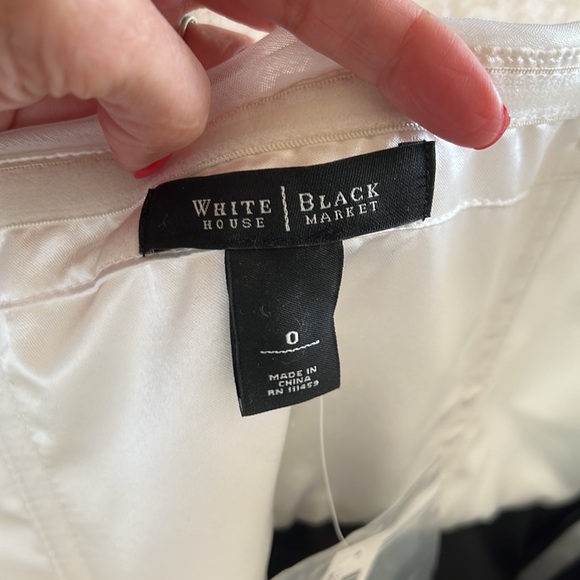 WHITE | BLACK
HOUSE | MARKET
0
MADE IN
CHINA
RN 111459